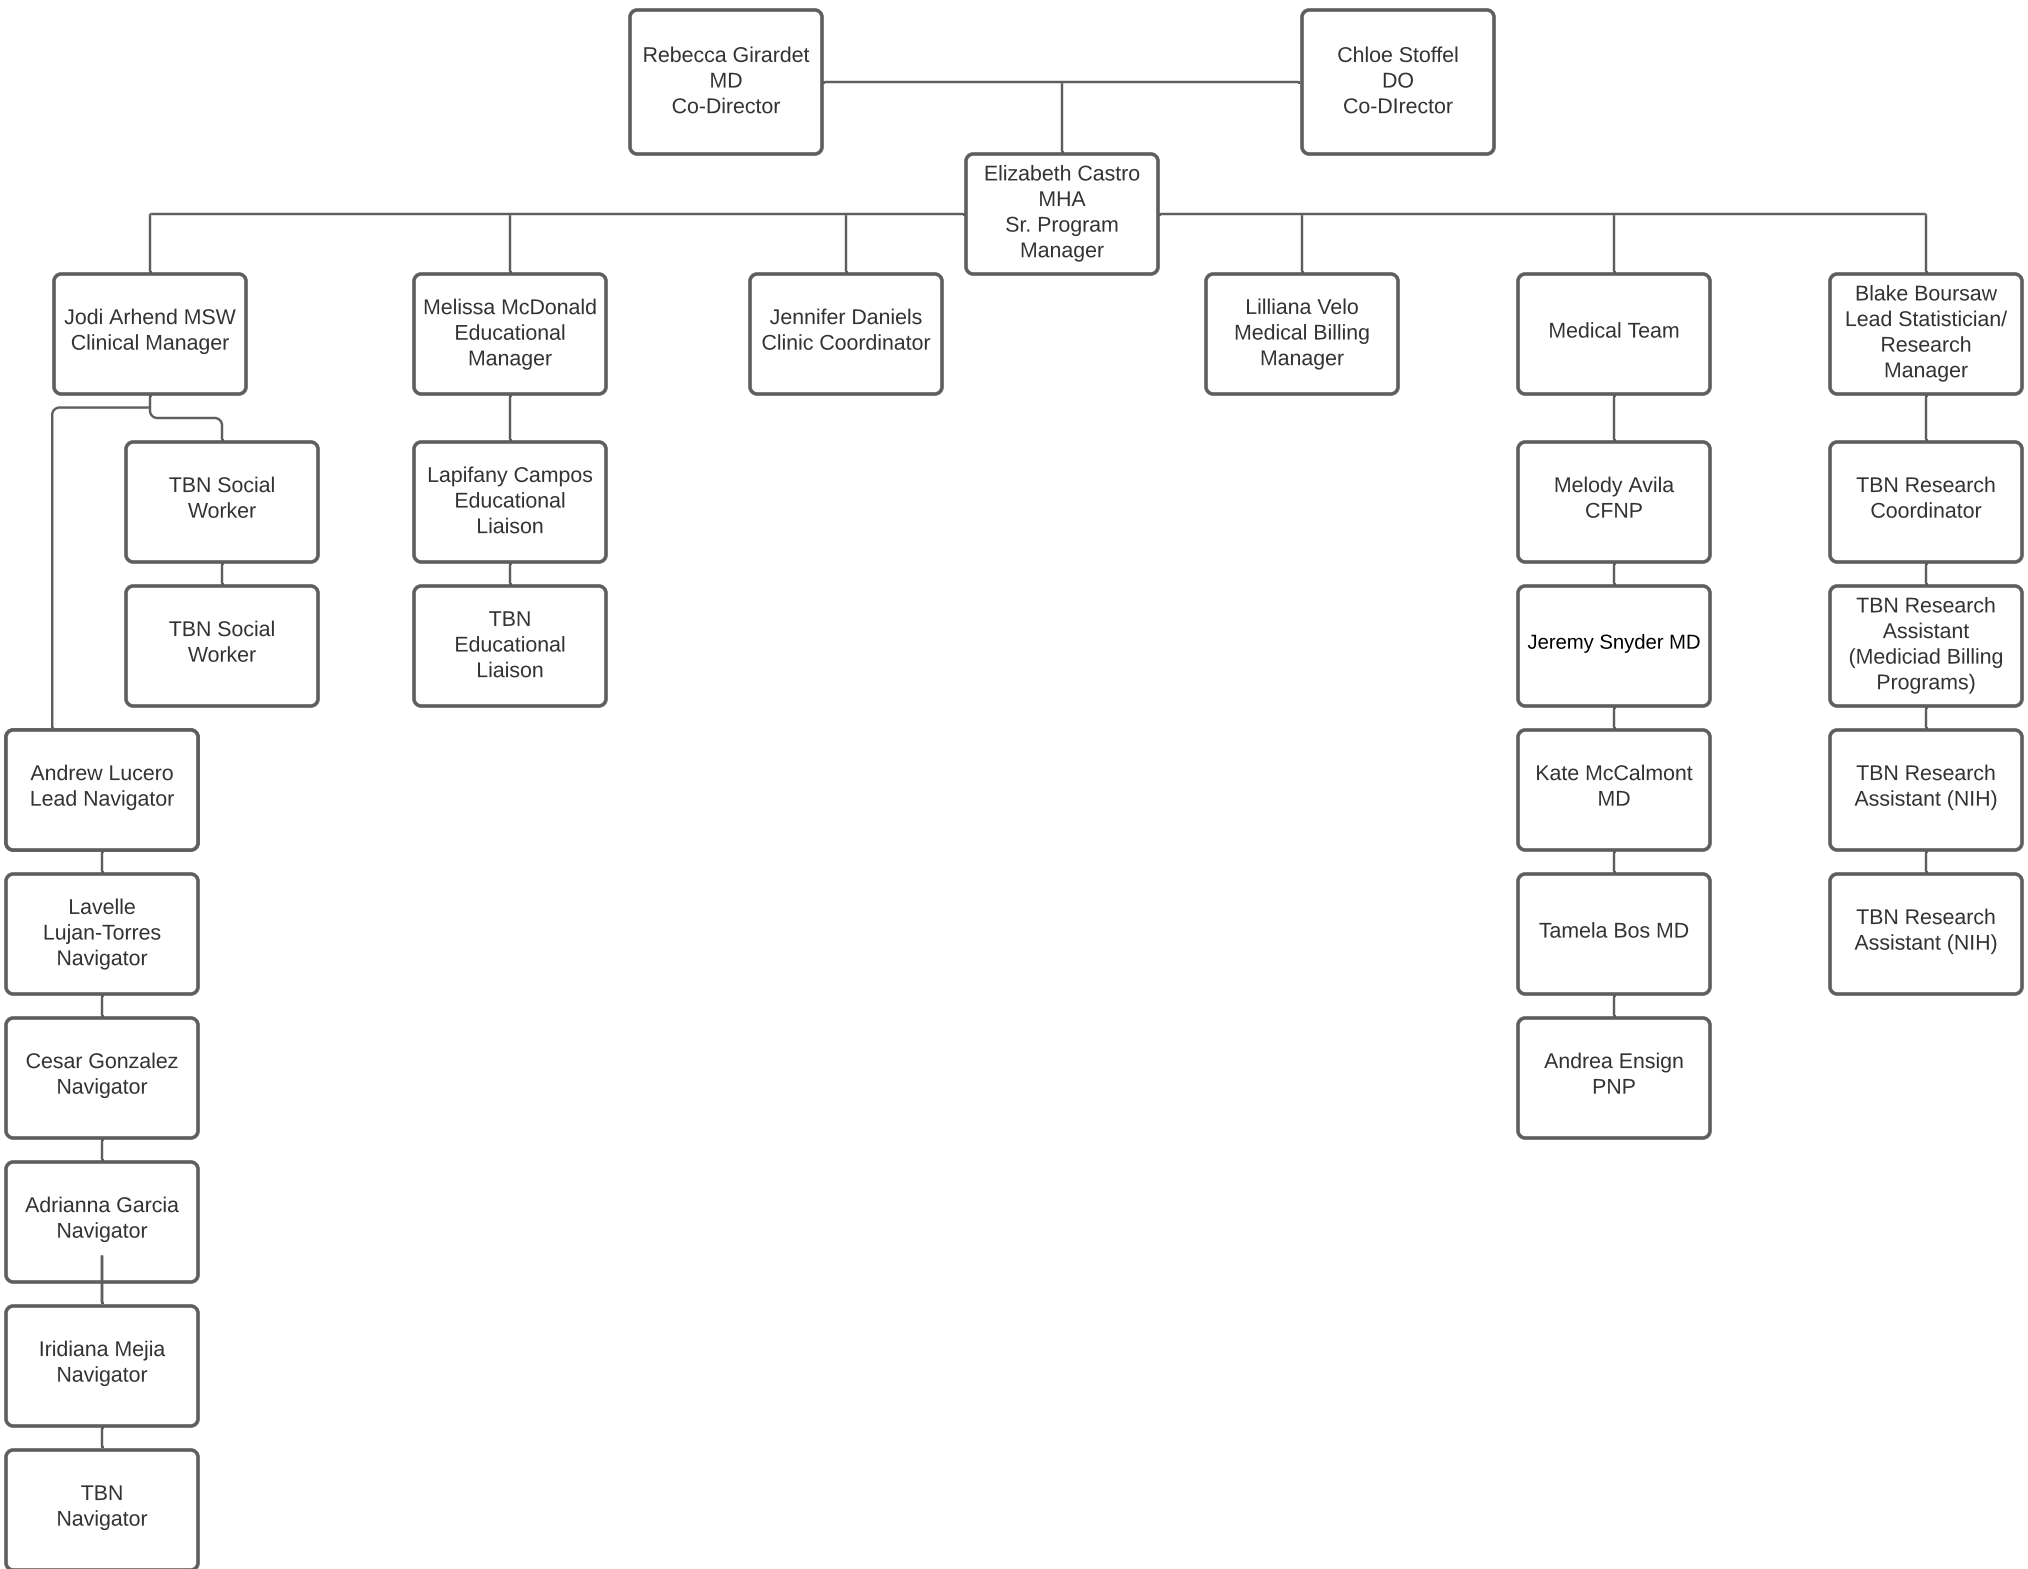 Rebecca Girardet
MD
Co-Director
Chloe Stoffel
DO
Co-DIrector
Elizabeth Castro
MHA
Sr. Program
Manager
Jodi Arhend MSW
Clinical Manager
Melissa McDonald
Educational
Manager
Jennifer Daniels
Clinic Coordinator
Lilliana Velo
Medical Billing
Manager
Medical Team
Blake Boursaw
Lead Statistician/
Research
Manager
TBN Social
Worker
Lapifany Campos
Educational
Liaison
Melody Avila
CFNP
TBN Research
Coordinator
TBN Social
Worker
TBN
Educational
Liaison
Jeremy Snyder MD
TBN Research
Assistant
(Mediciad Billing
Programs)
Andrew Lucero
Lead Navigator
Kate McCalmont
MD
TBN Research
Assistant (NIH)
Lavelle
Lujan-Torres
Navigator
Tamela Bos MD
TBN Research
Assistant (NIH)
Cesar Gonzalez
Navigator
Andrea Ensign
PNP
Adrianna Garcia
Navigator
Iridiana Mejia
Navigator
TBN
Navigator